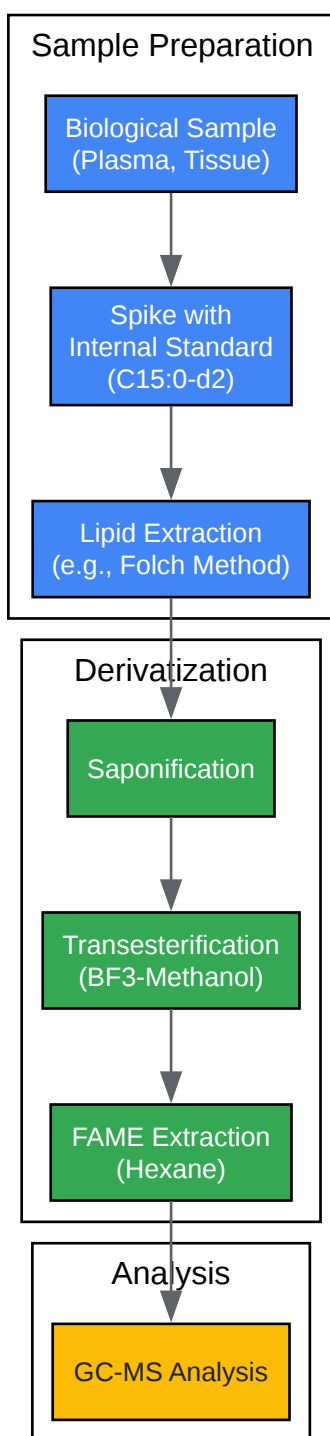 Sample Preparation
Biological Sample
(Plasma, Tissue)
Spike with
Internal Standard
(C15:0-d2)
Lipid Extraction
(e.g., Folch Method)
Derivatization
Saponification
Transesterification
(BF3-Methanol)
FAME Extraction
(Hexane)
Analysis
GC-MS Analysis